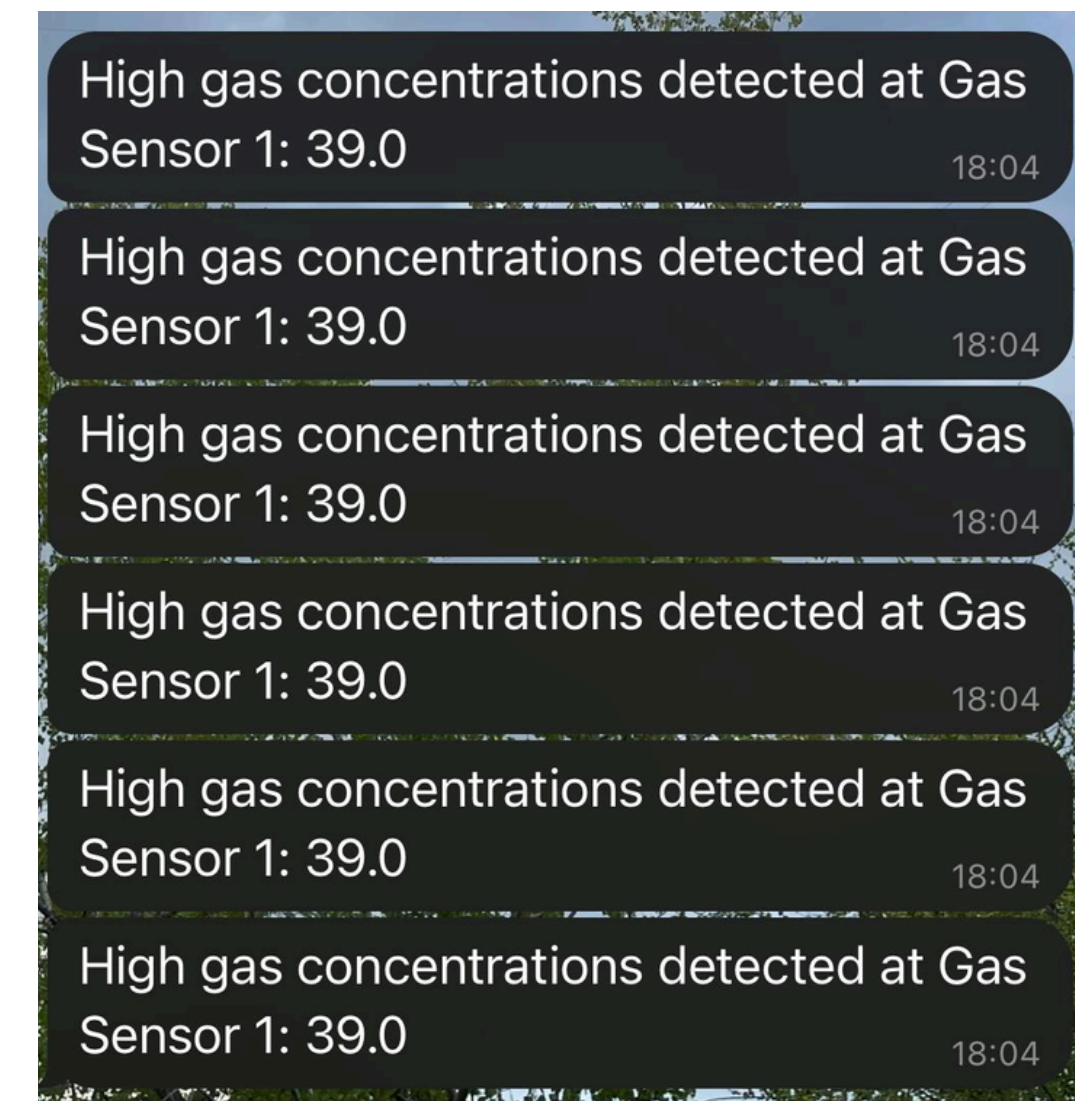 High gas concentrations detected at Gas
Sensor 1: 39.0
18:04
High gas concentrations detected at Gas
Sensor 1: 39.0
18:04
High gas concentrations detected at Gas
Sensor 1: 39.0
18:04
High gas concentrations detected at Gas
Sensor 1: 39.0
18:04
High gas concentrations detected at Gas
Sensor 1: 39.0
18:04
High gas concentrations detected at Gas
Sensor 1: 39.0
18:04